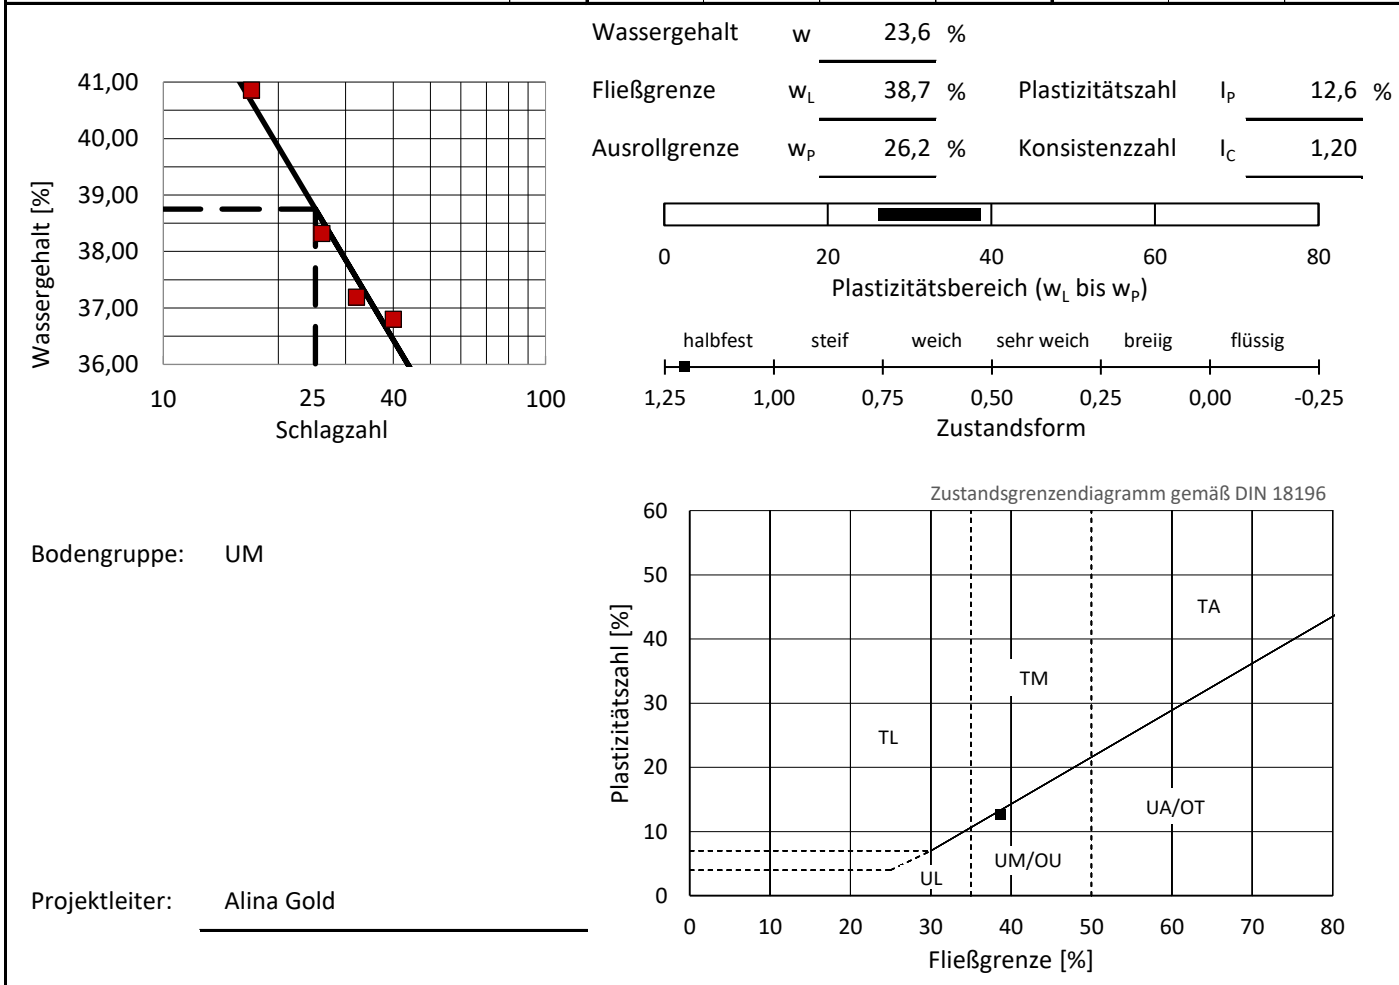 Wassergehalt w 23,6 %
Fließgrenze wL 38,7 % Plastizitätszahl IP 12,6 %
Ausrollgrenze wP 26,2 % Konsistenzzahl IC 1,20
41,00
40,00
39,00
38,00
37,00
36,00
Wassergehalt [%]
10 25 40 100
Schlagzahl
0 20 40 60 80
Plastizitätsbereich (wL bis wP)
halbfest steif weich sehr weich breiig flüssig
1,25 1,00 0,75 0,50 0,25 0,00 -0,25
Zustandsform
Bodengruppe: UM
Zustandsgrenzendiagramm gemäß DIN 18196
60
50
40
30
20
10
0
Plastizitätszahl [%]
TA
TM
TL
UA/OT
UM/OU
UL
0 10 20 30 40 50 60 70 80
Fließgrenze [%]
Projektleiter: Alina Gold